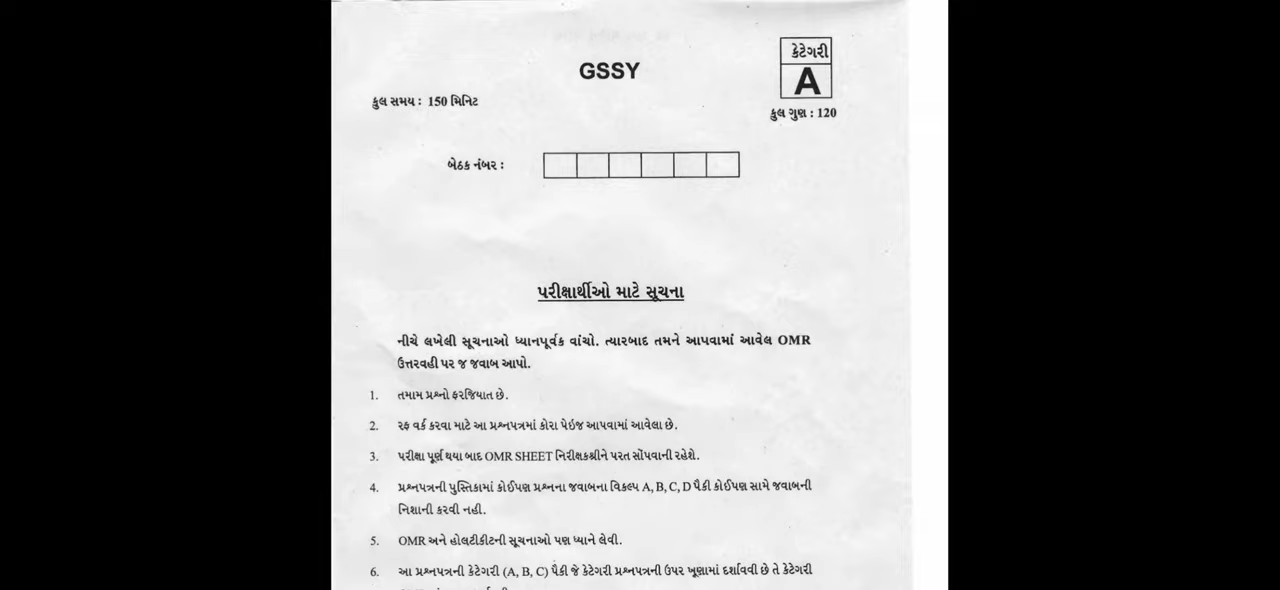 GSSY
કેટેગરી
A
કુલ સમય : 150 મિનિટ
કુલ ગુણ : 120
બેઠક નંબર :
પરીક્ષાર્થીઓ માટે સૂચના
નીચે લખેલી સૂચનાઓ ધ્યાનપૂર્વક વાંચો. ત્યારબાદ તમને આપવામાં આવેલ OMR
ઉત્તરવહી પર જ જવાબ આપો.
1. તમામ પ્રશ્નો ફરજિયાત છે.
2. રફ વર્ક કરવા માટે આ પ્રશ્નપત્રમાં કોરા પેઇજ આપવામાં આવેલા છે.
3. પરીક્ષા પૂર્ણ થયા બાદ OMR SHEET નિરીક્ષકશ્રીને પરત સોંપવાની રહેશે.
4. પ્રશ્નપત્રની પુસ્તિકામાં કોઈપણ પ્રશ્નના જવાબના વિકલ્પ A, B, C, D પૈકી કોઈપણ સામે જવાબની
નિશાની કરવી નહી.
5. OMR અને હોલટીકીટની સૂચનાઓ પણ ધ્યાને લેવી.
6. આ પ્રશ્નપત્રની કેટેગરી (A, B, C) પૈકી જે કેટેગરી પ્રશ્નપત્રની ઉપર ખૂણામાં દર્શાવવી છે તે કેટેગરી